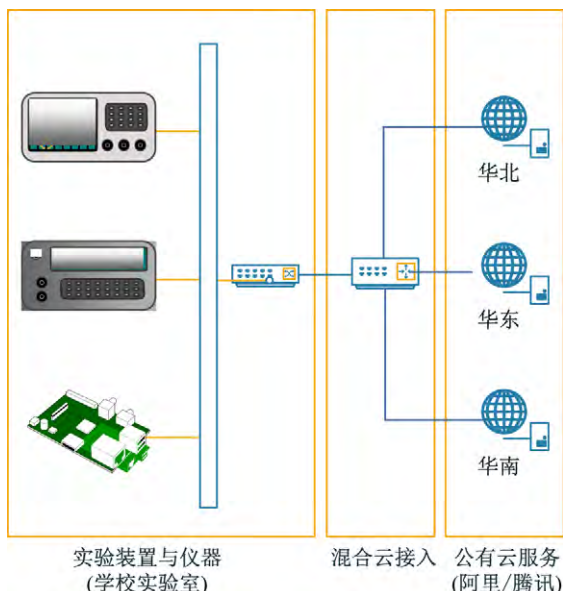 华北
华东
华南
实验装置与仪器
(学校实验室)
混合云接入
公有云服务
(阿里/腾讯)